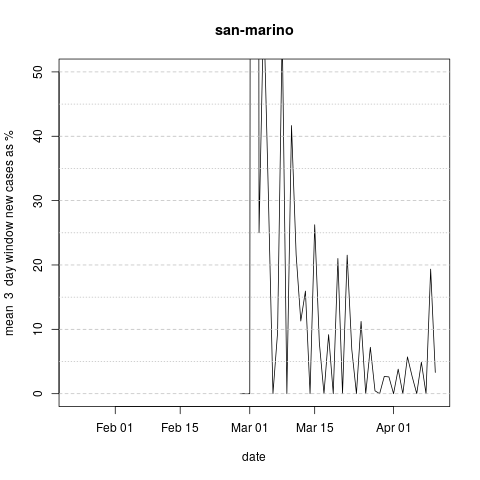 san-marino
mean  3  day window new cases as %
50
40
30
20
10
0
Feb 01
Feb 15
Mar 01
Mar 15
Apr 01
date